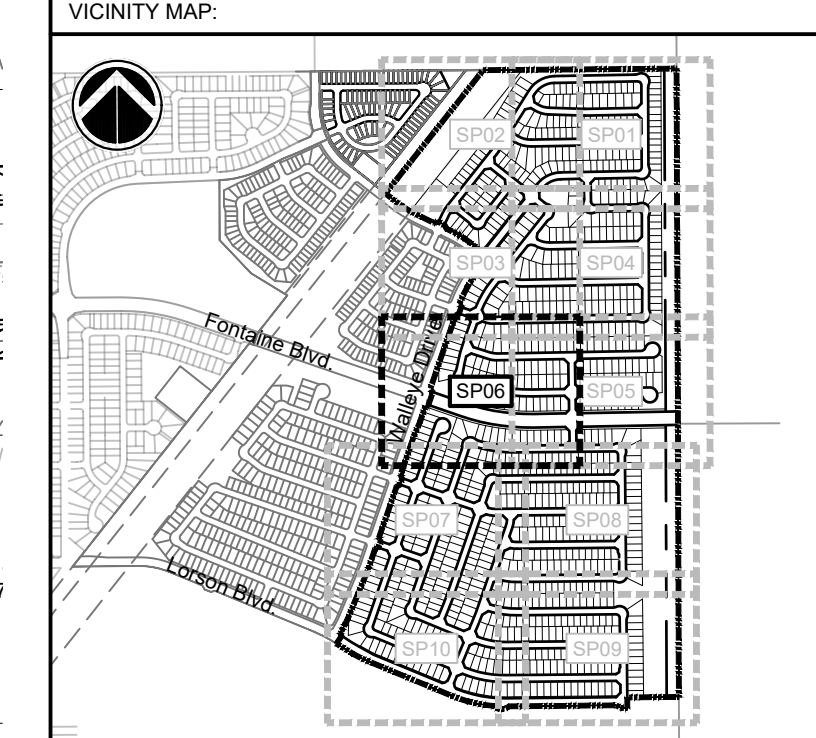 VICINITY MAP:
SP02
SP01
SP03
SP04
Fontaine Blvd.
Walleye Drive
SP06
SP05
SP07
SP08
Lorson Blvd.
SP10
SP09